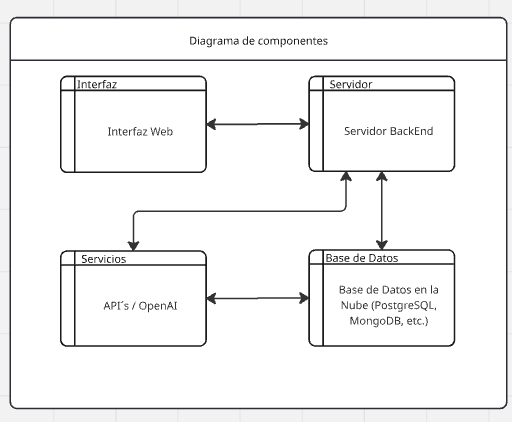 Diagrama de componentes
Interfaz
Interfaz Web
Servidor
Servidor BackEnd
Servicios
API´s / OpenAI
Base de Datos
Base de Datos en la
Nube (PostgreSQL,
MongoDB, etc.)